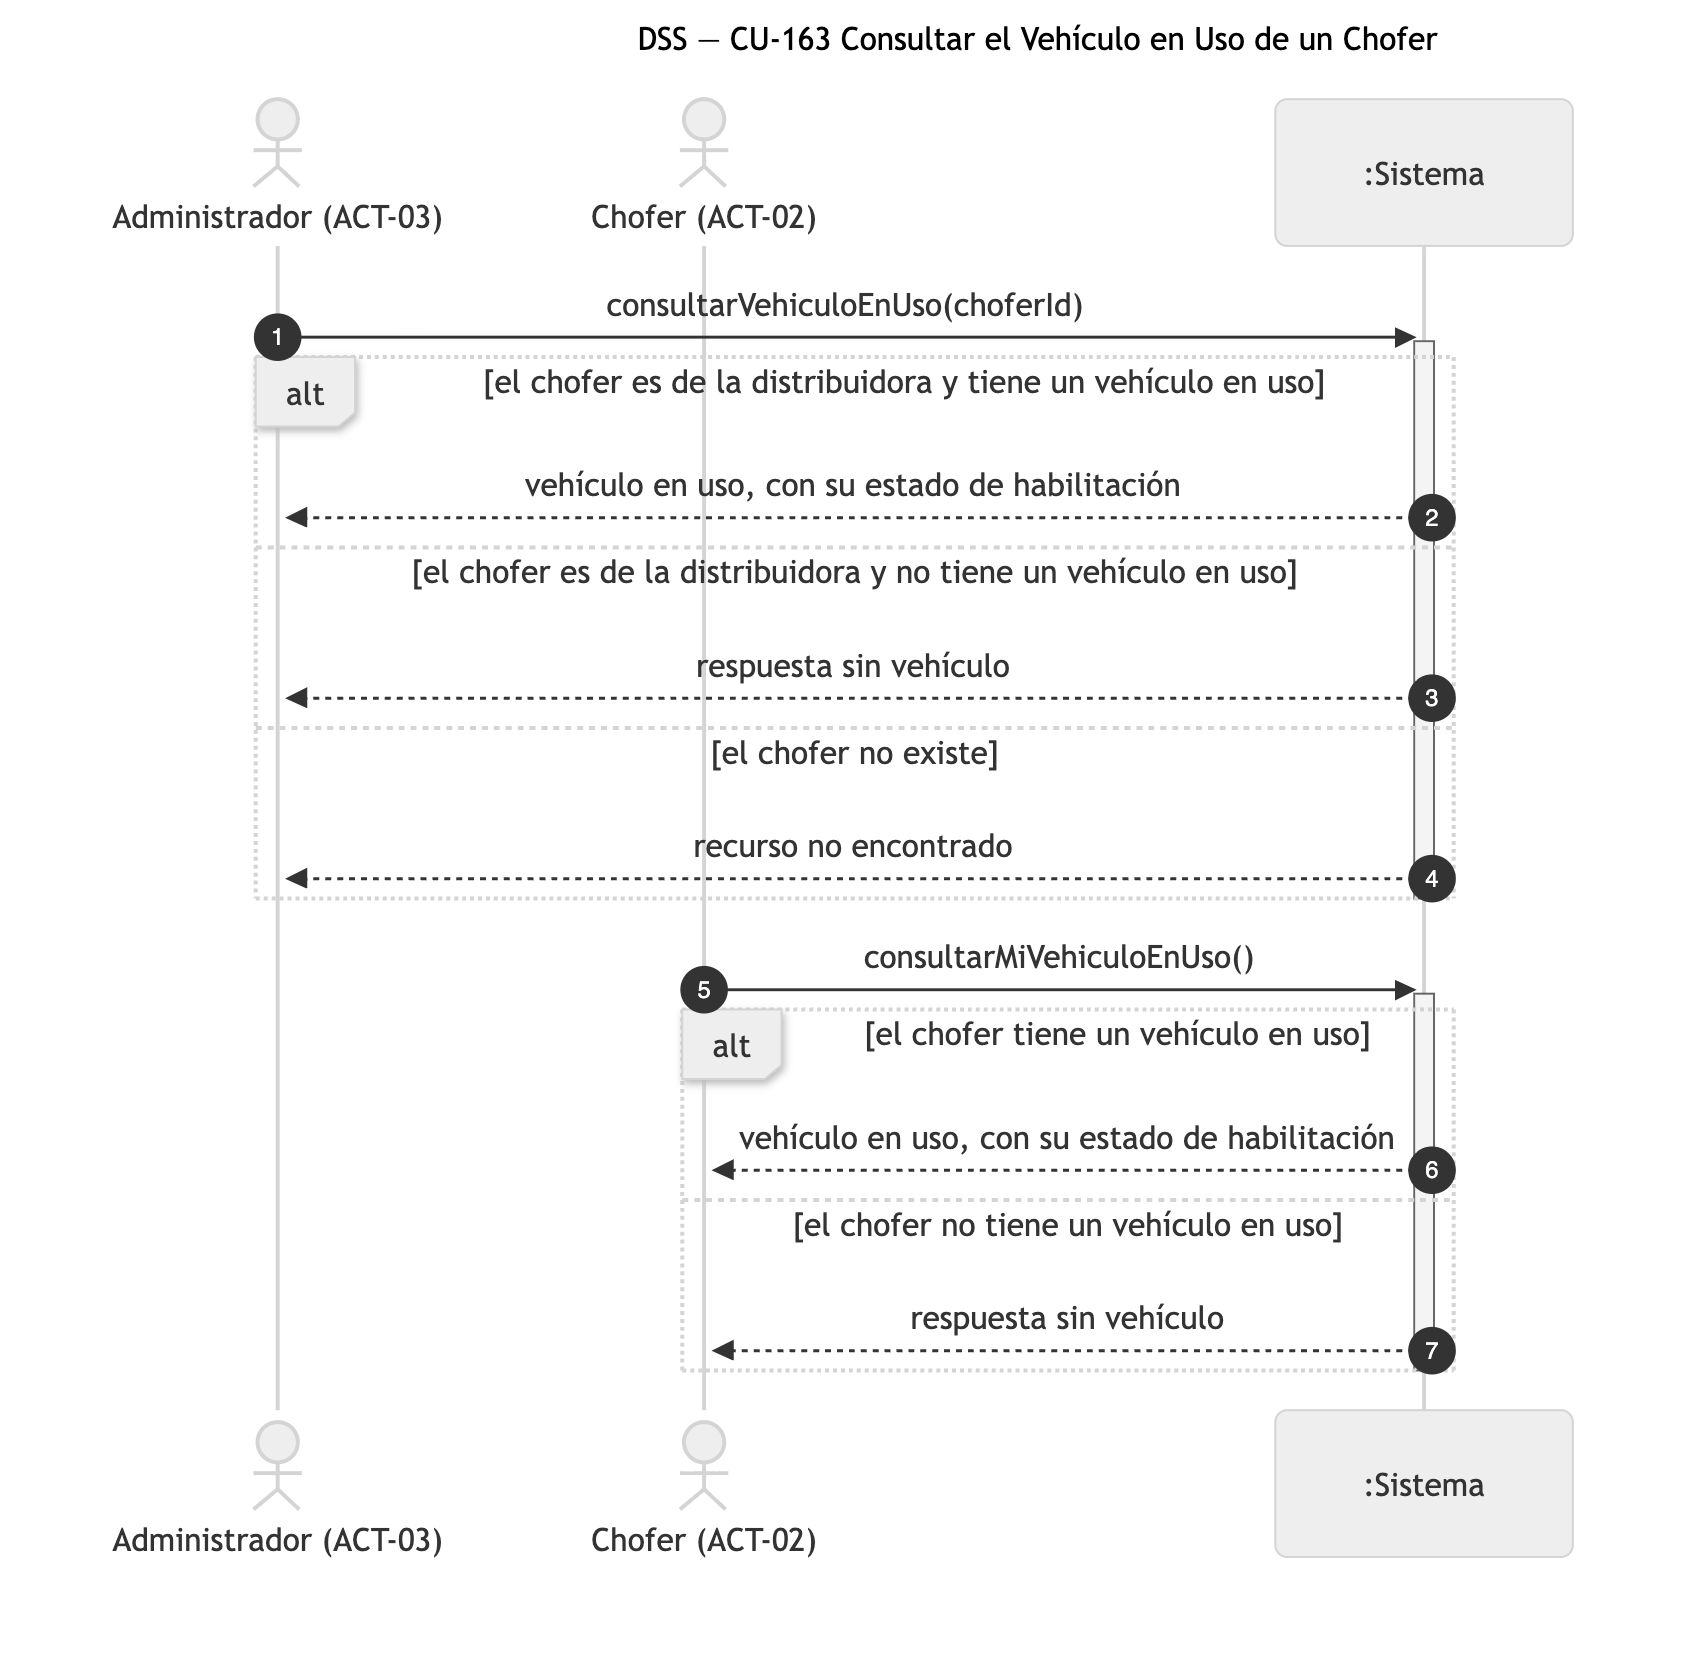 DSS – CU-163 Consultar el Vehículo en Uso de un Chofer
Administrador (ACT-03)
Chofer (ACT-02)
:Sistema
consultarVehiculoEnUso(choferId)
1
alt
[el chofer es de la distribuidora y tiene un vehículo en uso]
vehículo en uso, con su estado de habilitación
2
[el chofer es de la distribuidora y no tiene un vehículo en uso]
respuesta sin vehículo
3
[el chofer no existe]
recurso no encontrado
4
consultarMiVehiculoEnUso()
5
alt
[el chofer tiene un vehículo en uso]
vehículo en uso, con su estado de habilitación
6
[el chofer no tiene un vehículo en uso]
respuesta sin vehículo
7
Administrador (ACT-03)
Chofer (ACT-02)
:Sistema